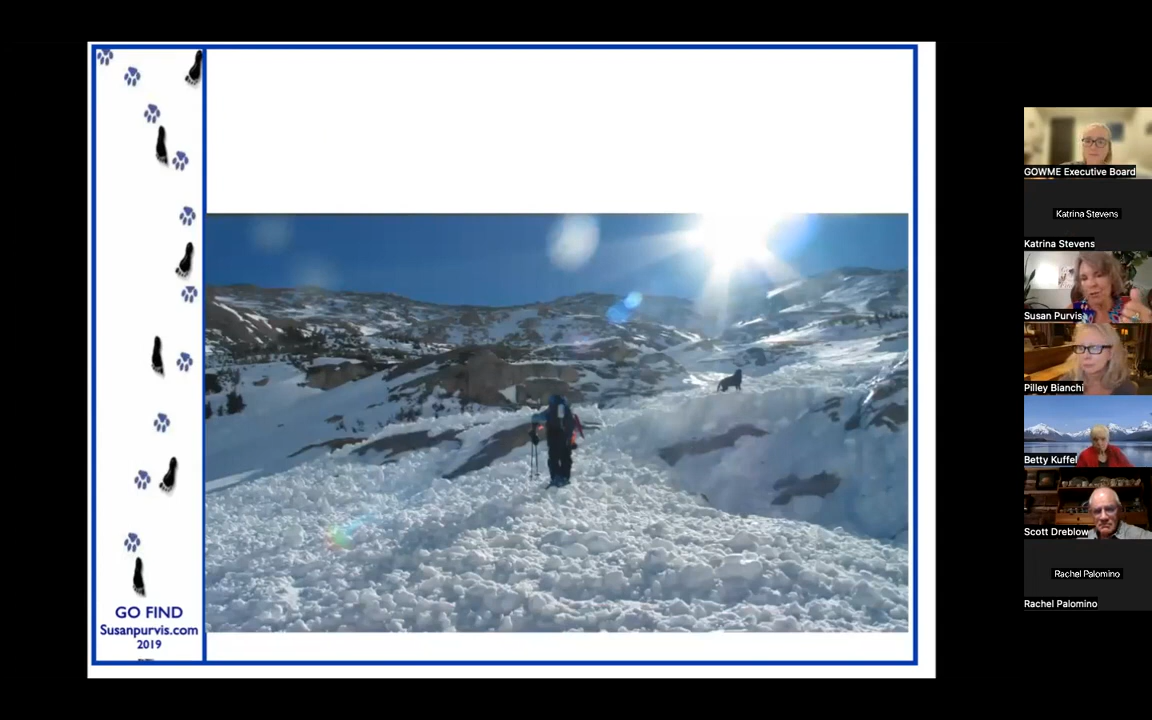 GO FIND
Susanpurvis.com
2019
GOWME Executive Board
Katrina Stevens
Katrina Stevens
Susan Purvis
Pilley Bianchi
Betty Kuffel
Scott Dreblow
Rachel Palomino
Rachel Palomino